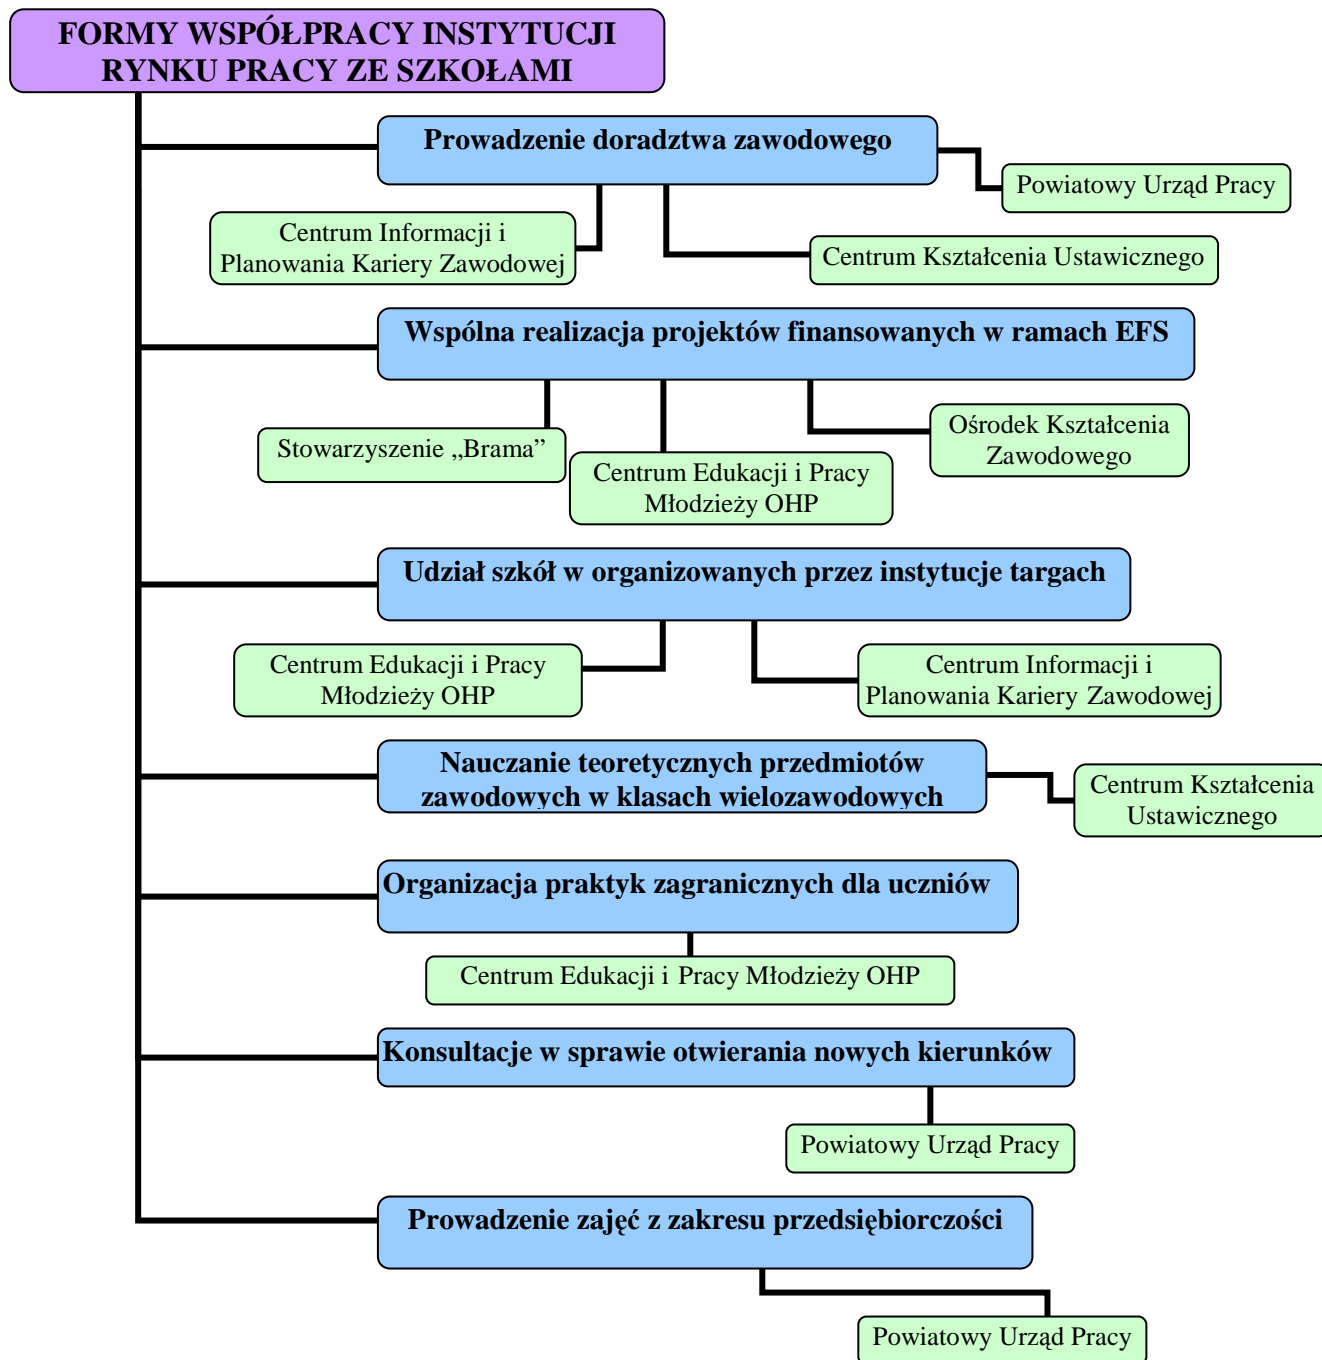 FORMY WSPÓŁPRACY INSTYTUCJI
RYNKU PRACY ZE SZKOŁAMI
Prowadzenie doradztwa zawodowego
Powiatowy Urząd Pracy
Centrum Informacji i
Planowania Kariery Zawodowej
Centrum Kształcenia Ustawicznego
Wspólna realizacja projektów finansowanych w ramach EFS
Stowarzyszenie „Brama”
Centrum Edukacji i Pracy
Młodzieży OHP
Ośrodek Kształcenia
Zawodowego
Udział szkół w organizowanych przez instytucje targach
Centrum Edukacji i Pracy
Młodzieży OHP
Centrum Informacji i
Planowania Kariery Zawodowej
Nauczanie teoretycznych przedmiotów
zawodowych w klasach wielozawodowych
Centrum Kształcenia
Ustawicznego
Organizacja praktyk zagranicznych dla uczniów
Centrum Edukacji i Pracy Młodzieży OHP
Konsultacje w sprawie otwierania nowych kierunków
Powiatowy Urząd Pracy
Prowadzenie zajęć z zakresu przedsiębiorczości
Powiatowy Urząd Pracy